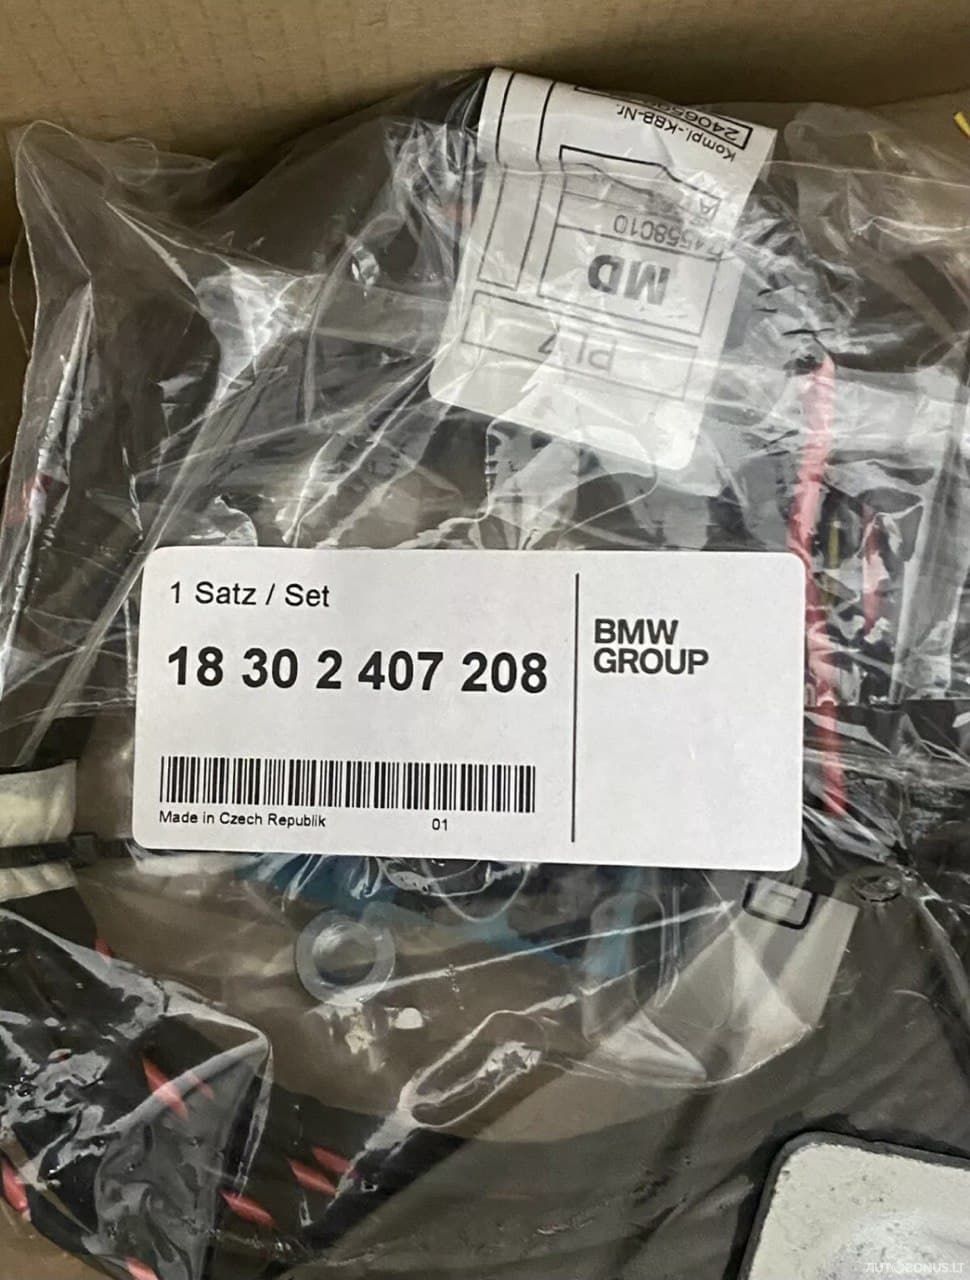 Kompl.-KBB-Nr.
MD
1 Satz / Set
18 30 2 407 208
BMW
GROUP
Made in Czech Republik
01